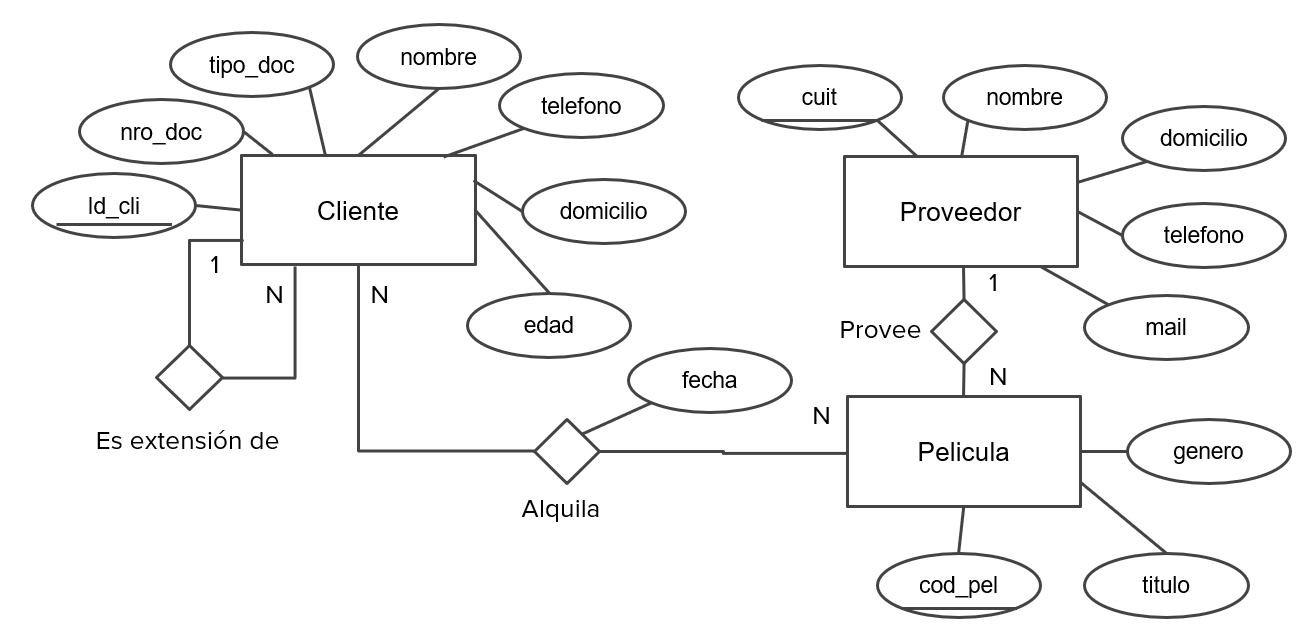 nombre
tipo_doc
telefono
nro_doc
Id_cli
Cliente
domicilio
edad
1
N
N
Es extensión de
fecha
Alquila
N
cuit
nombre
domicilio
Proveedor
telefono
mail
1
Provee
N
Pelicula
genero
cod_pel
titulo